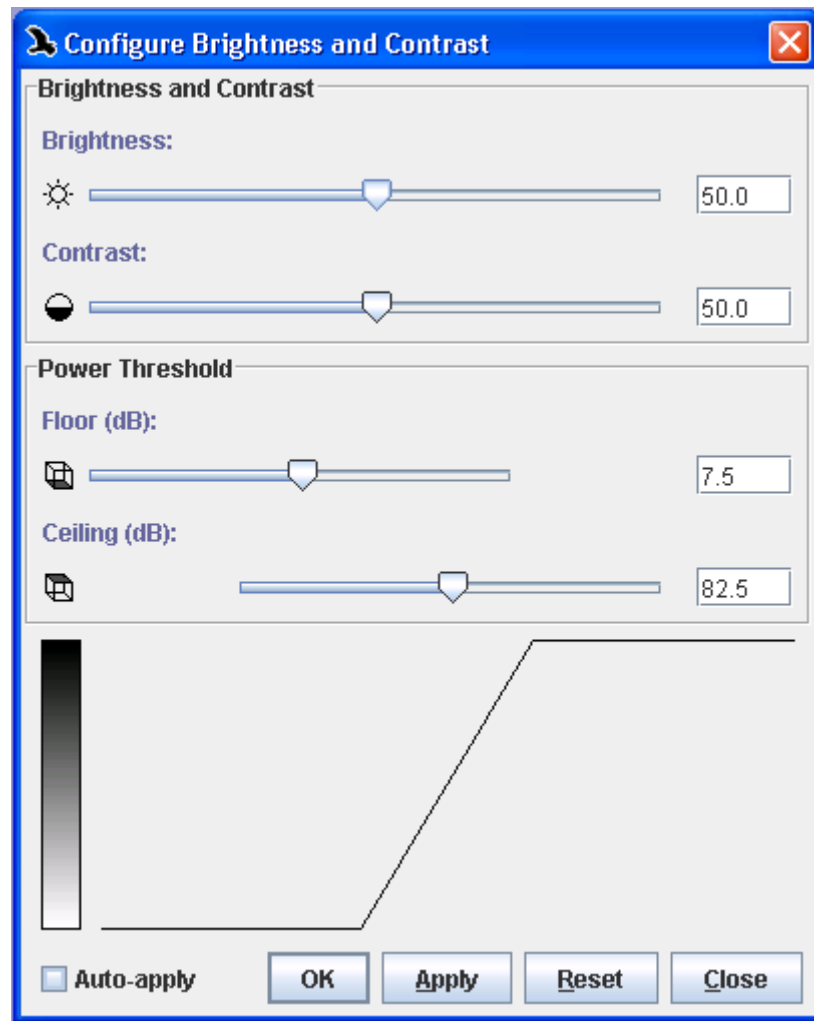 Configure Brightness and Contrast
Brightness and Contrast
Brightness:
50.0
Contrast:
50.0
Power Threshold
Floor (dB):
7.5
Ceiling (dB):
82.5
Auto-apply OK Apply Reset Close